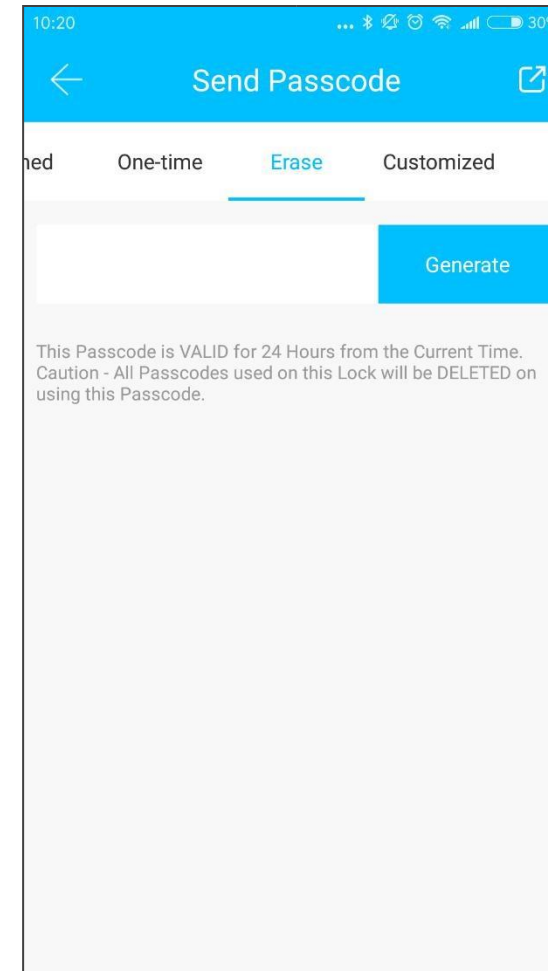 10:20 ... 30%
Send Passcode
One-time Erase Customized
Generate
This Passcode is VALID for 24 Hours from the Current Time.
Caution - All Passcodes used on this Lock will be DELETED on
using this Passcode.